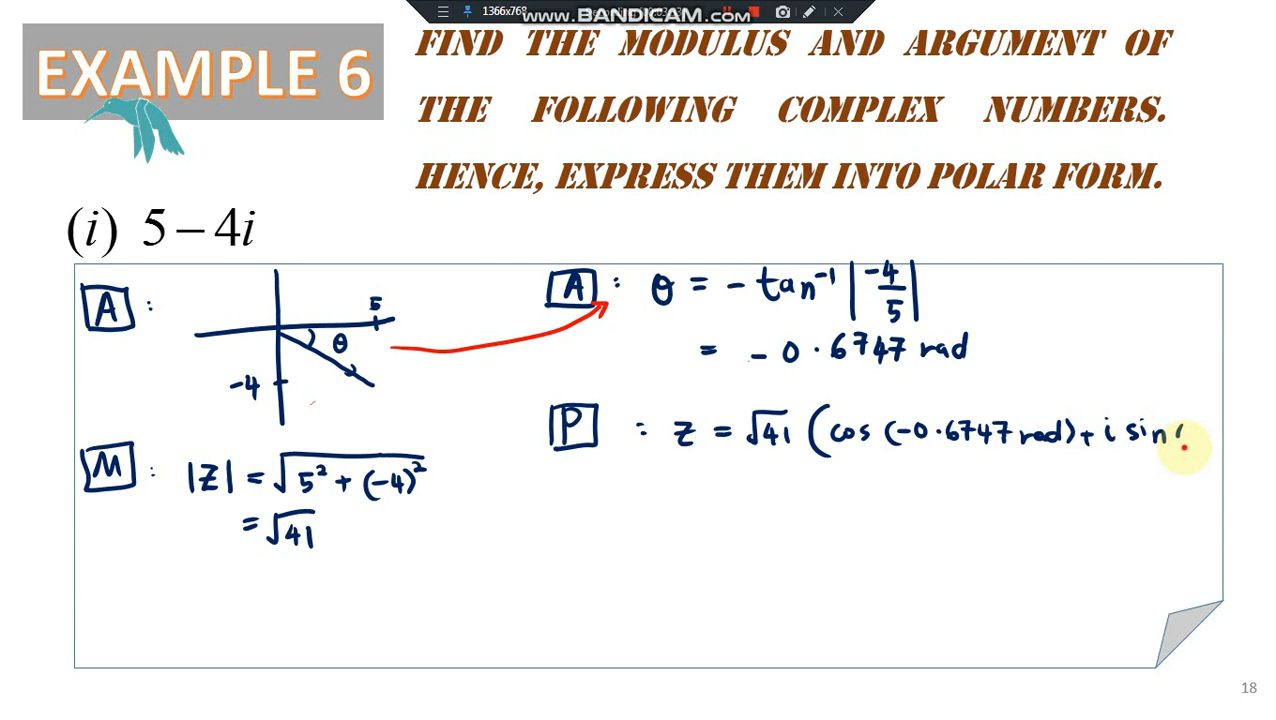 1366x768
www.BANDICAM.com
EXAMPLE 6
FIND THE MODULUS AND ARGUMENT OF
THE FOLLOWING COMPLEX NUMBERS.
HENCE, EXPRESS THEM INTO POLAR FORM.
(i) 5 − 4i
A :
5
θ
-4
M : |Z| = √(5² + (-4)²)
= √41
A : θ = - tan⁻¹ |-4/5|
= - 0.6747 rad
P : z = √41 (cos (-0.6747 rad) + i sin (
18